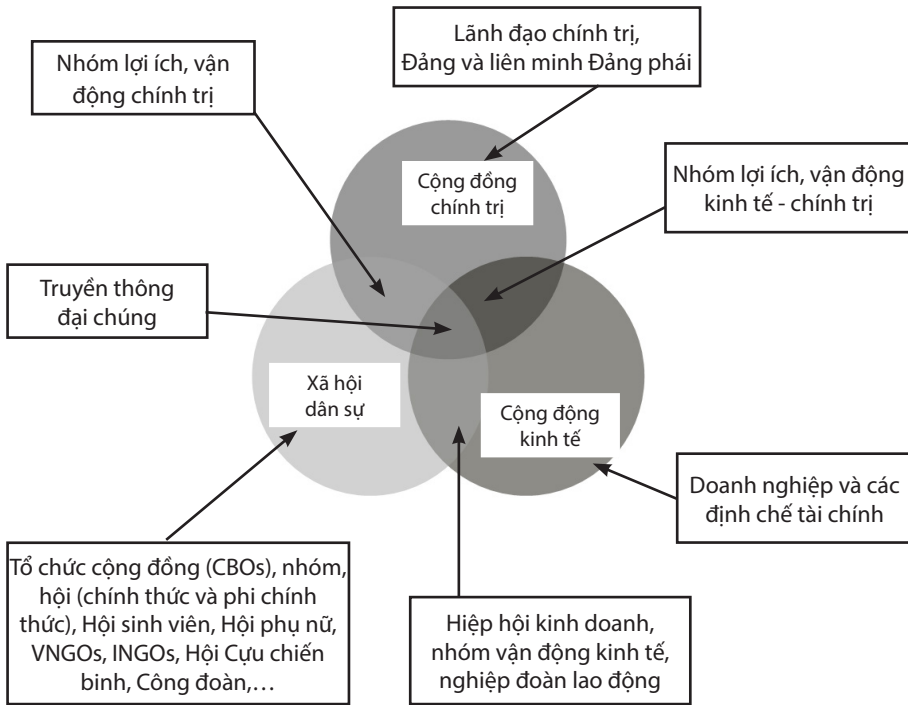 Lãnh đạo chính trị,
Đảng và liên minh Đảng phái
Nhóm lợi ích, vận
động chính trị
Cộng đồng
chính trị
Nhóm lợi ích, vận động
kinh tế - chính trị
Truyền thông
đại chúng
Xã hội
dân sự
Cộng động
kinh tế
Doanh nghiệp và các
định chế tài chính
Tổ chức cộng đồng (CBOs), nhóm,
hội (chính thức và phi chính
thức), Hội sinh viên, Hội phụ nữ,
VNGOs, INGOs, Hội Cựu chiến
binh, Công đoàn,…
Hiệp hội kinh doanh,
nhóm vận động kinh tế,
nghiệp đoàn lao động